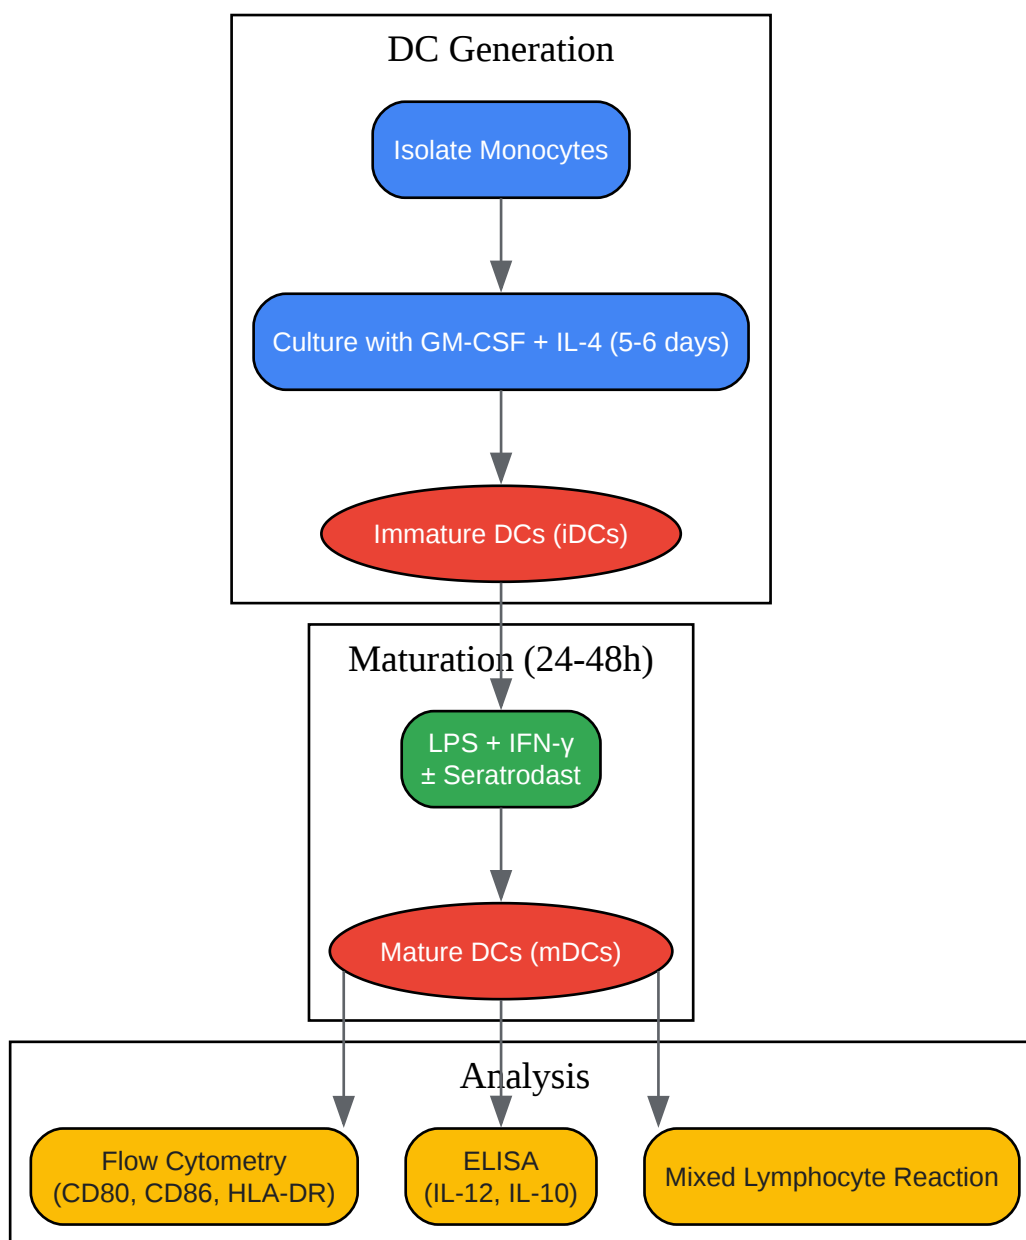 DC Generation
Isolate Monocytes
Culture with GM-CSF + IL-4 (5-6 days)
Immature DCs (iDCs)
Maturation (24-48h)
LPS + IFN-γ
± Seratrodast
Mature DCs (mDCs)
Analysis
Flow Cytometry
(CD80, CD86, HLA-DR)
ELISA
(IL-12, IL-10)
Mixed Lymphocyte Reaction